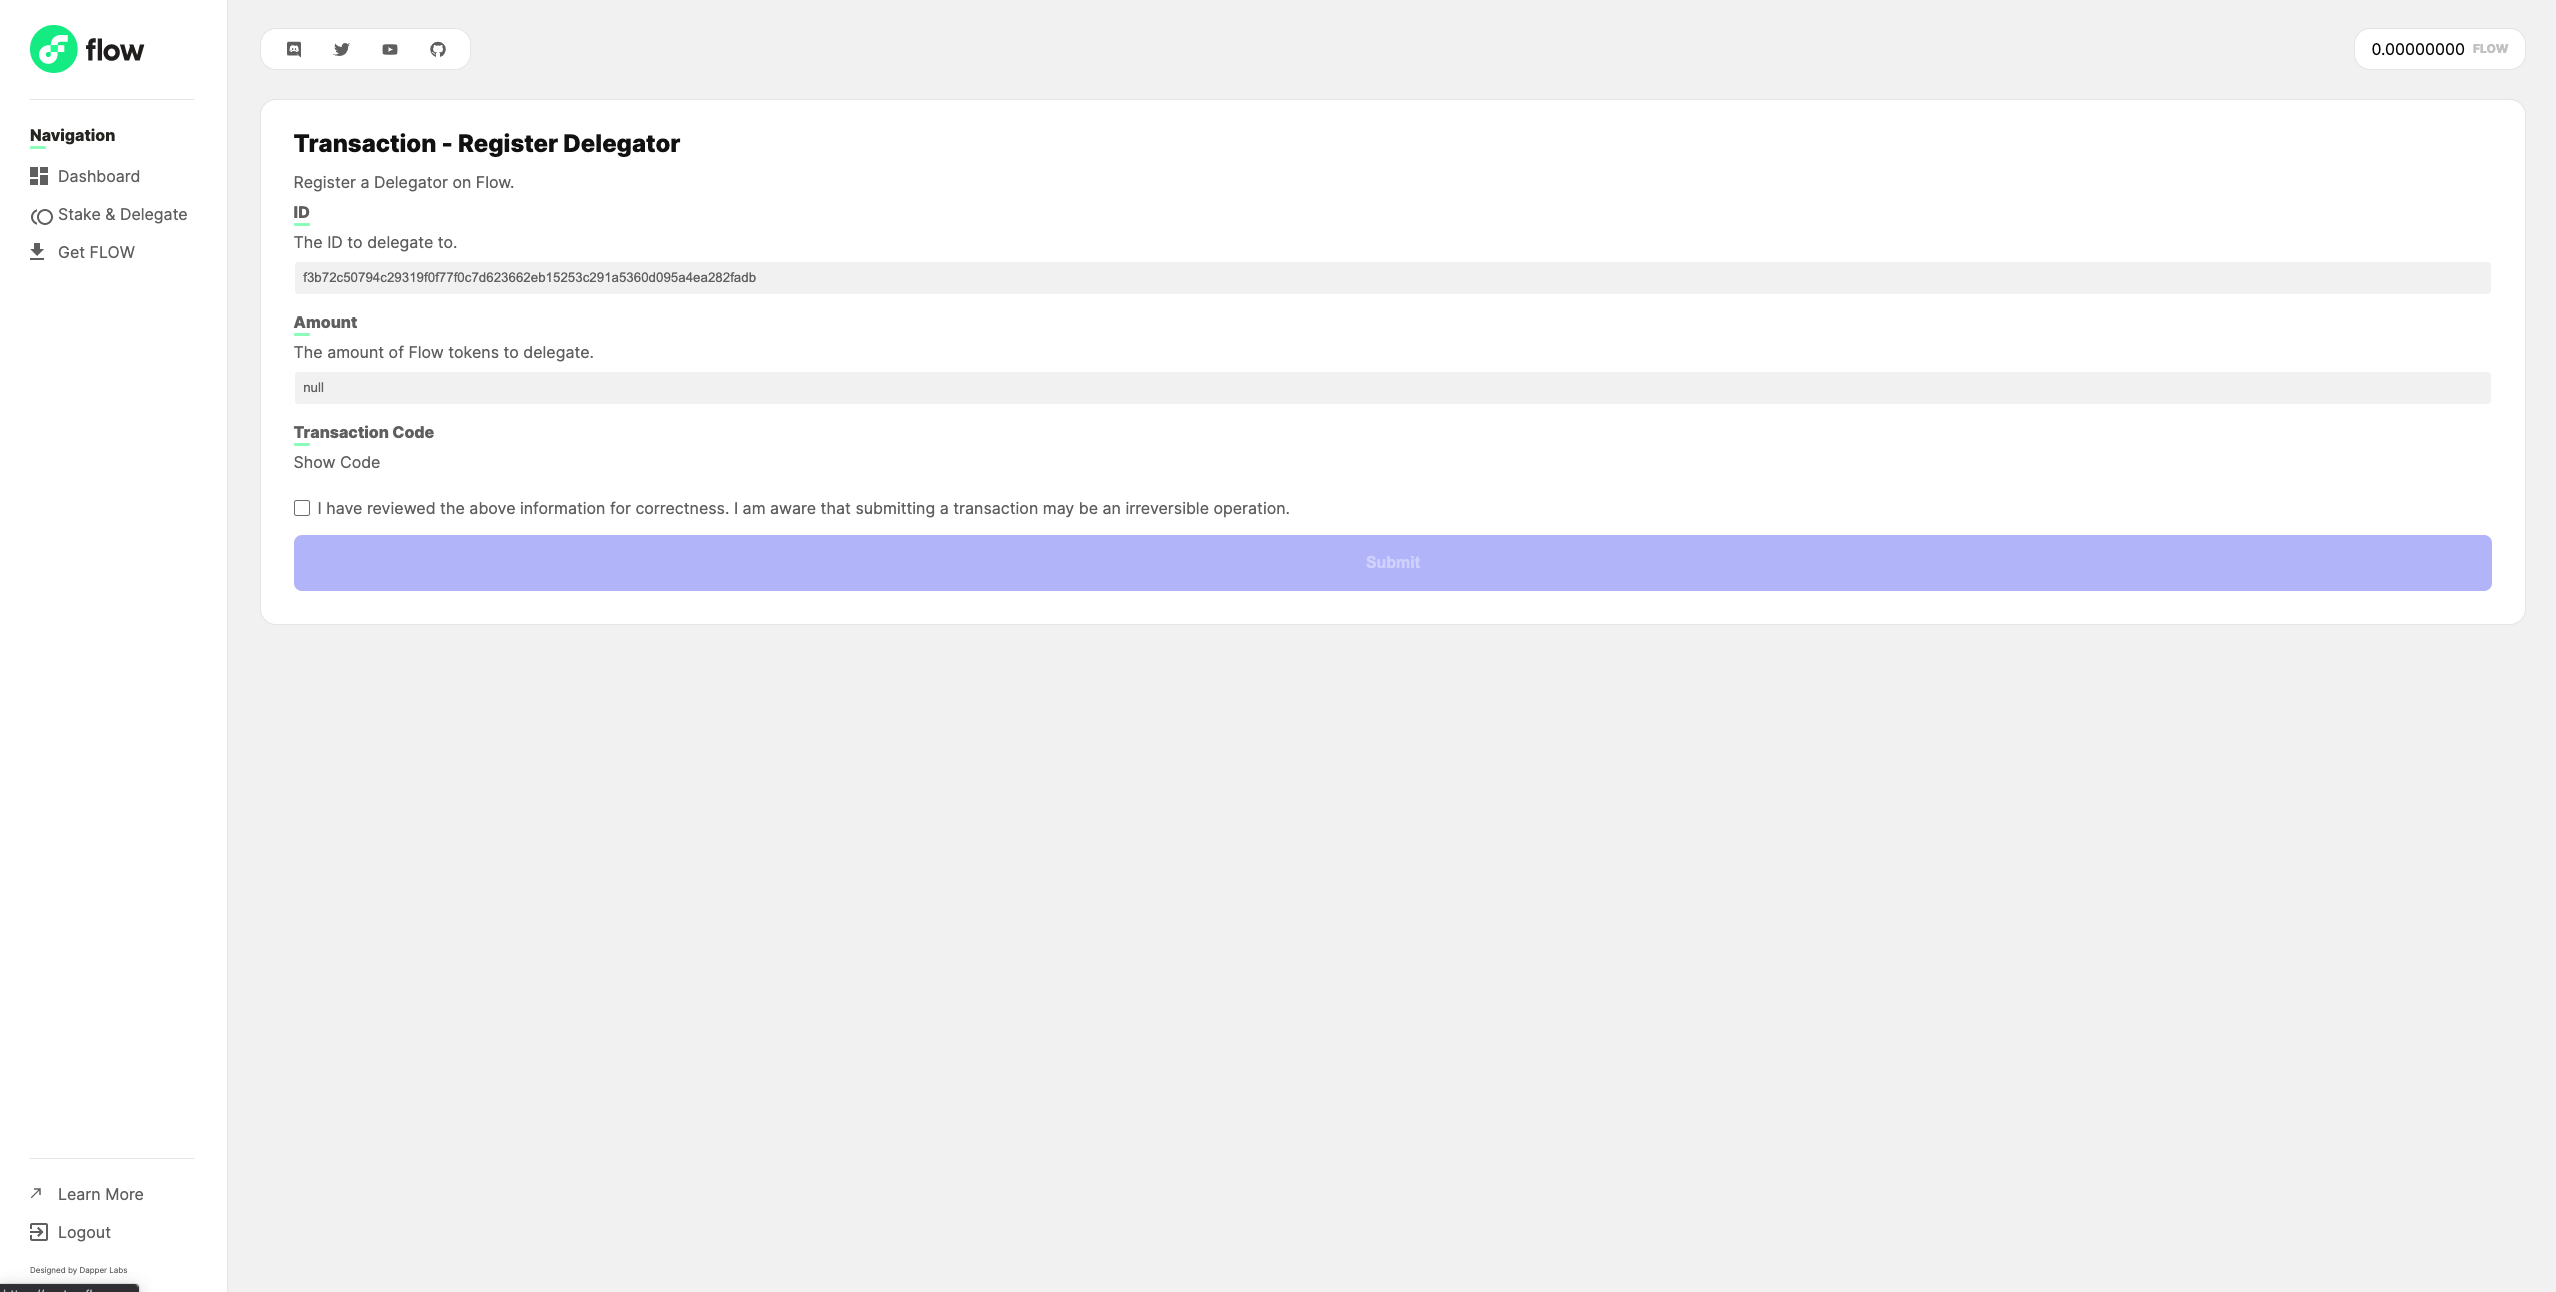 flow
0.00000000 FLOW
Navigation
Dashboard
Stake & Delegate
Get FLOW
Transaction - Register Delegator
Register a Delegator on Flow.
ID
The ID to delegate to.
f3b72c50794c29319f0f77f0c7d623662eb15253c291a5360d095a4ea282fadb
Amount
The amount of Flow tokens to delegate.
null
Transaction Code
Show Code
I have reviewed the above information for correctness. I am aware that submitting a transaction may be an irreversible operation.
Submit
Learn More
Logout
Designed by Dapper Labs